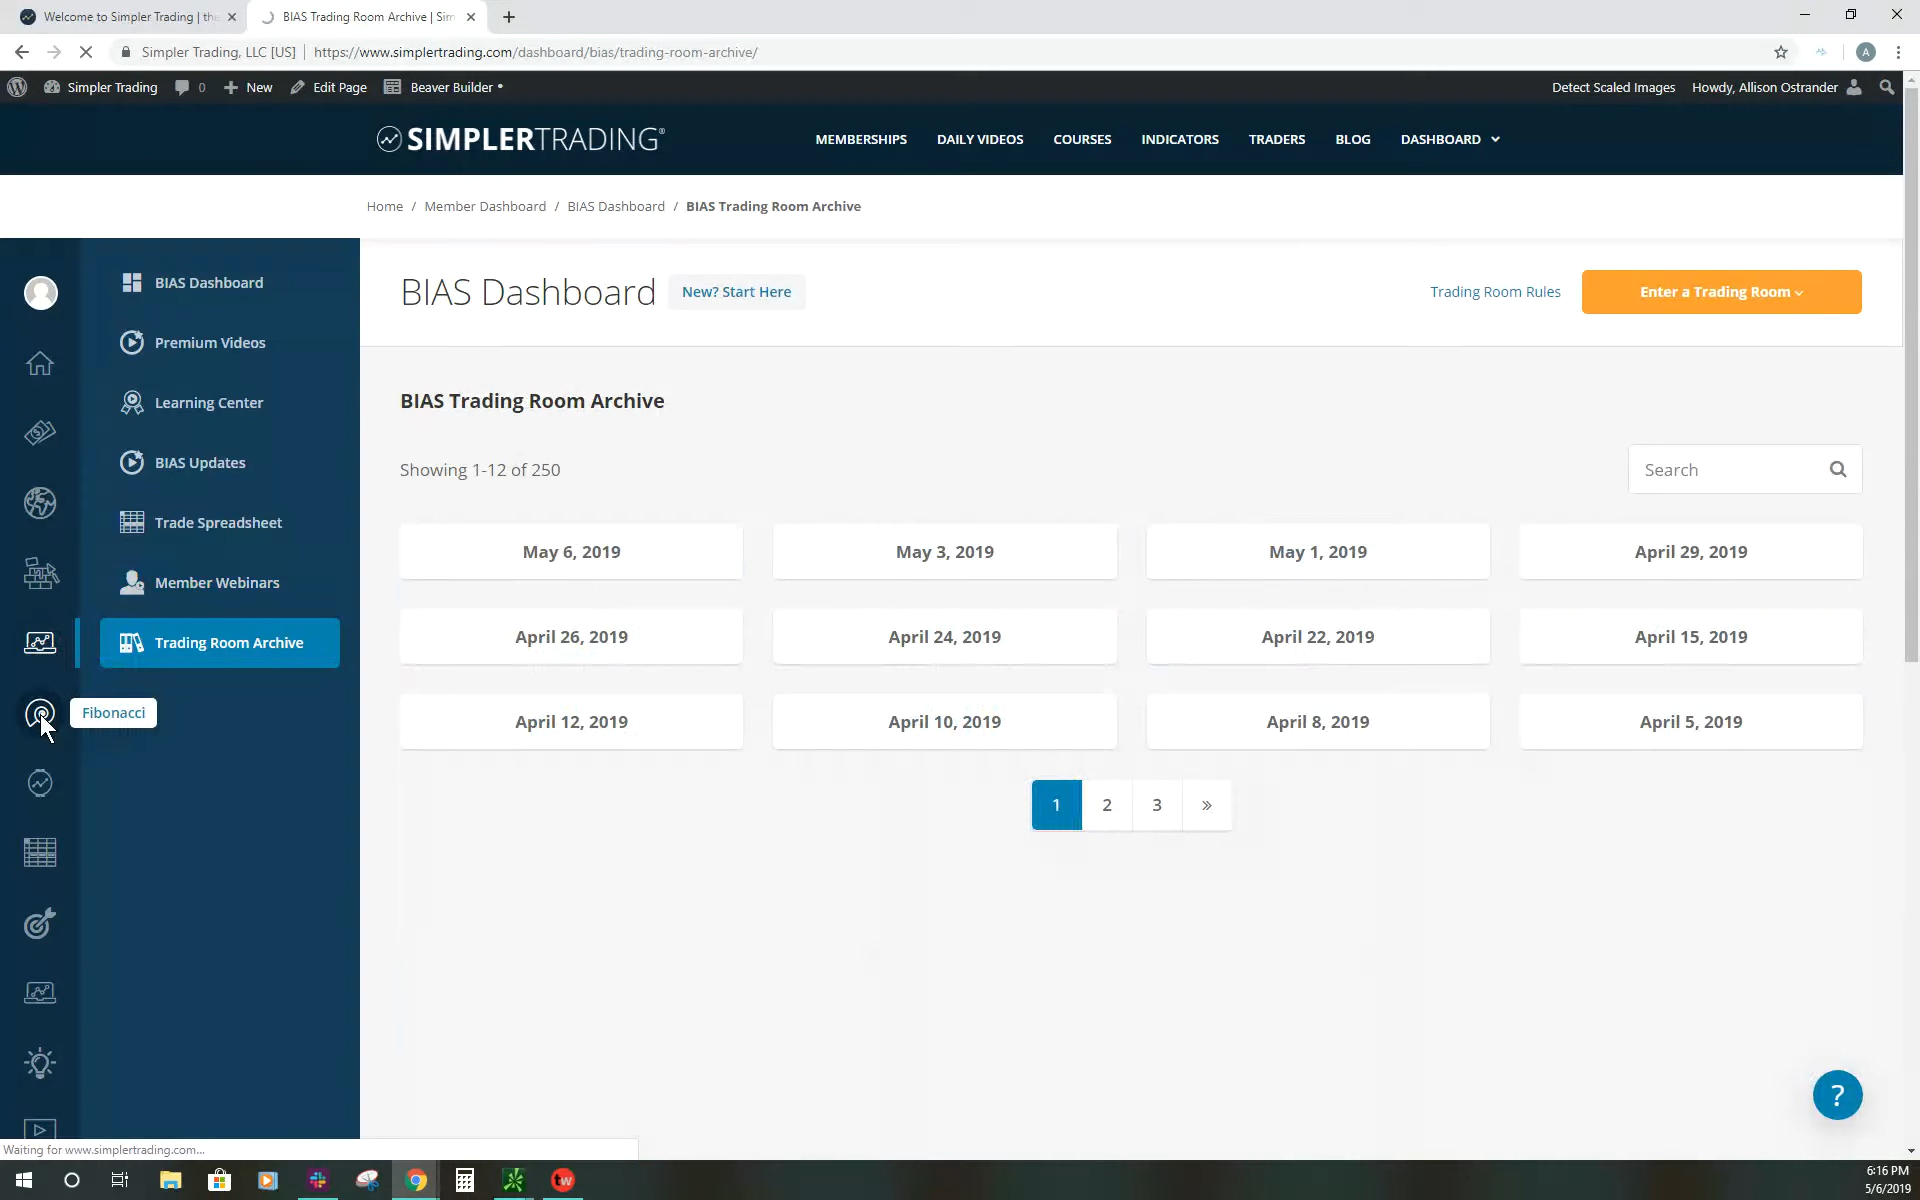 Welcome to Simpler Trading | the
BIAS Trading Room Archive | Sim
Simpler Trading, LLC [US]
https://www.simplertrading.com/dashboard/bias/trading-room-archive/
A
Simpler Trading
0
New
Edit Page
Beaver Builder
Detect Scaled Images
Howdy, Allison Ostrander
SIMPLERTRADING®
MEMBERSHIPS
DAILY VIDEOS
COURSES
INDICATORS
TRADERS
BLOG
DASHBOARD
Home / Member Dashboard / BIAS Dashboard / BIAS Trading Room Archive
BIAS Dashboard
Premium Videos
Learning Center
BIAS Updates
Trade Spreadsheet
Member Webinars
Trading Room Archive
Fibonacci
BIAS Dashboard
New? Start Here
Trading Room Rules
Enter a Trading Room
BIAS Trading Room Archive
Showing 1-12 of 250
Search
May 6, 2019
May 3, 2019
May 1, 2019
April 29, 2019
April 26, 2019
April 24, 2019
April 22, 2019
April 15, 2019
April 12, 2019
April 10, 2019
April 8, 2019
April 5, 2019
1 2 3 »
?
Waiting for www.simplertrading.com...
tw
6:16 PM
5/6/2019